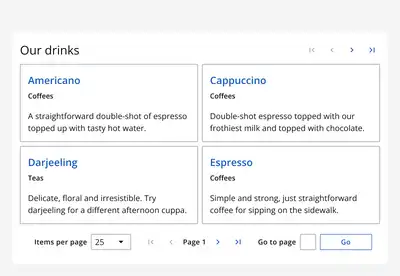 Our drinks
Americano
Coffees
A straightforward double-shot of espresso
topped up with tasty hot water.
Cappuccino
Coffees
Double-shot espresso topped with our
frothiest milk and topped with chocolate.
Darjeeling
Teas
Delicate, floral and irresistible. Try
darjeeling for a different afternoon cuppa.
Espresso
Coffees
Simple and strong, just straightforward
coffee for sipping on the sidewalk.
Items per page 25 Page 1 Go to page Go